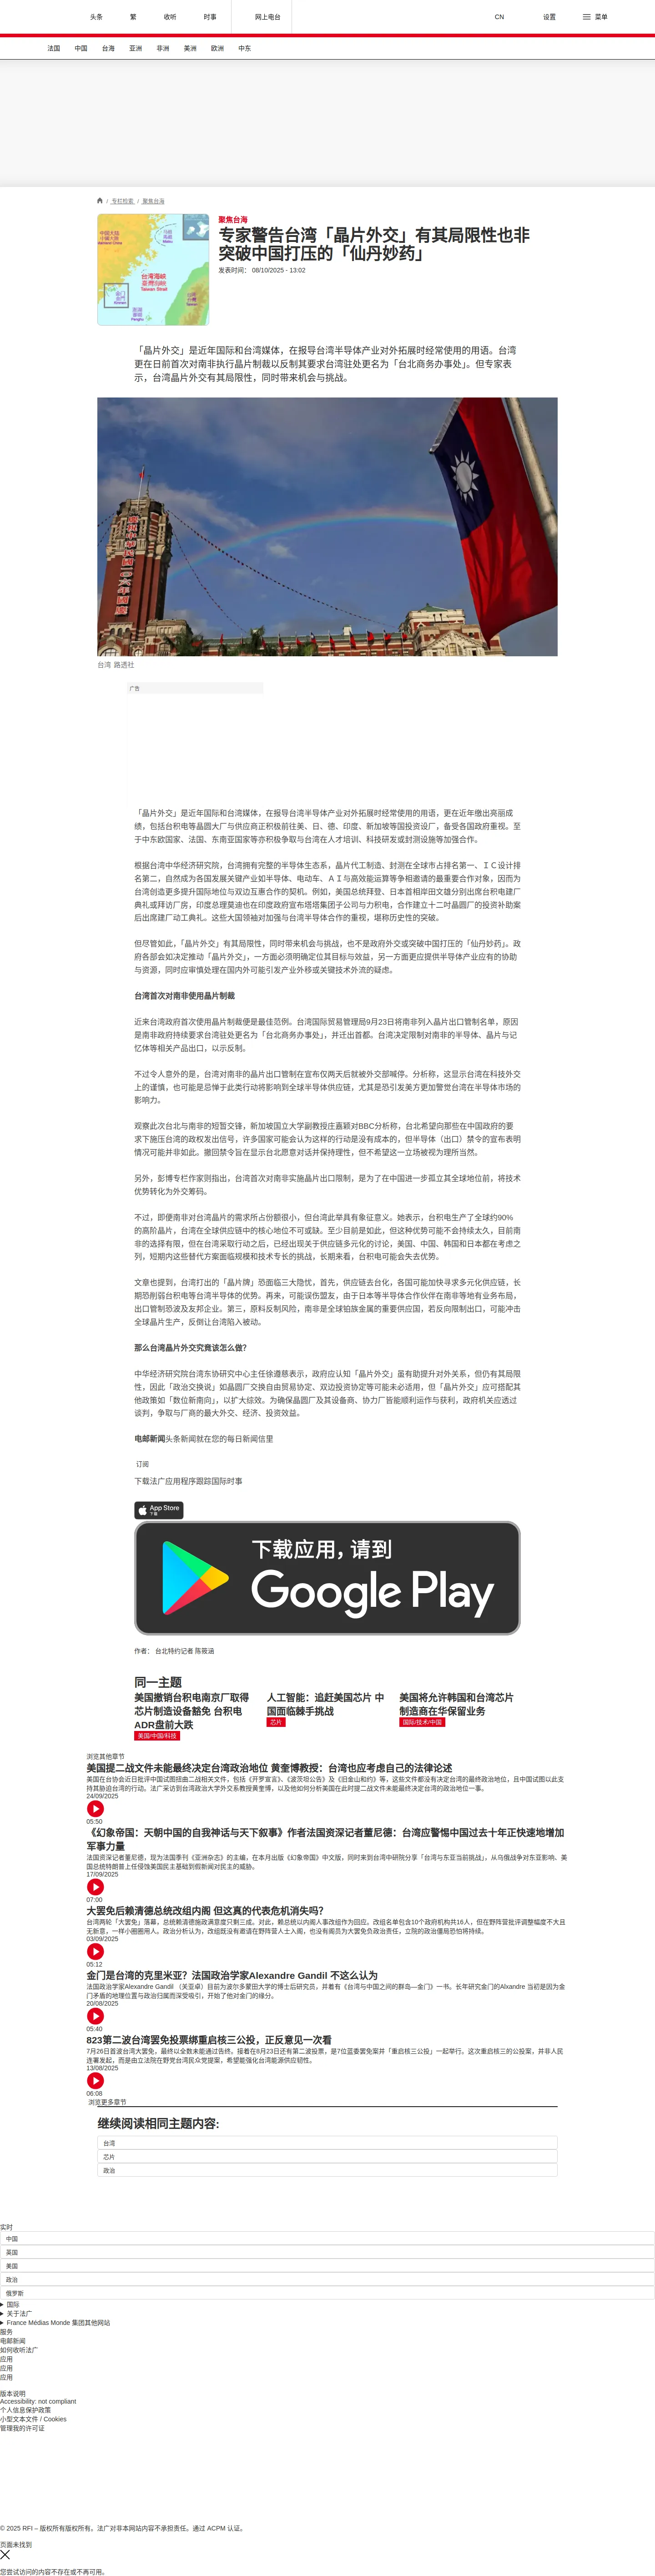 头条
繁
收听
时事
网上电台
CN
设置
菜单
法国
中国
台海
亚洲
非洲
美洲
欧洲
中东
/ 专栏检索 / 聚焦台海
聚焦台海
专家警告台湾「晶片外交」有其局限性也非
突破中国打压的「仙丹妙药」
发表时间： 08/10/2025 - 13:02
台湾海峡
Taiwan Strait
「晶片外交」是近年国际和台湾媒体，在报导台湾半导体产业对外拓展时经常使用的用语。台湾
更在日前首次对南非执行晶片制裁以反制其要求台湾驻处更名为「台北商务办事处」。但专家表
示，台湾晶片外交有其局限性，同时带来机会与挑战。
台湾 路透社
广告
「晶片外交」是近年国际和台湾媒体，在报导台湾半导体产业对外拓展时经常使用的用语，更在近年缴出亮丽成
绩，包括台积电等晶圆大厂与供应商正积极前往美、日、德、印度、新加坡等国投资设厂，备受各国政府重视。至
于中东欧国家、法国、东南亚国家等亦积极争取与台湾在人才培训、科技研发或封测设施等加强合作。
根据台湾中华经济研究院，台湾拥有完整的半导体生态系，晶片代工制造、封测在全球市占排名第一、ＩＣ设计排
名第二，自然成为各国发展关键产业如半导体、电动车、ＡＩ与高效能运算等争相邀请的最重要合作对象，因而为
台湾创造更多提升国际地位与双边互惠合作的契机。例如，美国总统拜登、日本首相岸田文雄分别出席台积电建厂
典礼或拜访厂房，印度总理莫迪也在印度政府宣布塔塔集团子公司与力积电，合作建立十二吋晶圆厂的投资补助案
后出席建厂动工典礼。这些大国领袖对加强与台湾半导体合作的重视，堪称历史性的突破。
但尽管如此，「晶片外交」有其局限性，同时带来机会与挑战，也不是政府外交或突破中国打压的「仙丹妙药」。政
府各部会如决定推动「晶片外交」，一方面必须明确定位其目标与效益，另一方面更应提供半导体产业应有的协助
与资源，同时应审慎处理在国内外可能引发产业外移或关键技术外流的疑虑。
台湾首次对南非使用晶片制裁
近来台湾政府首次使用晶片制裁便是最佳范例。台湾国际贸易管理局9月23日将南非列入晶片出口管制名单，原因
是南非政府持续要求台湾驻处更名为「台北商务办事处」，并迁出首都。台湾决定限制对南非的半导体、晶片与记
忆体等相关产品出口，以示反制。
不过令人意外的是，台湾对南非的晶片出口管制在宣布仅两天后就被外交部喊停。分析称，这显示台湾在科技外交
上的谨慎，也可能是忌惮于此类行动将影响到全球半导体供应链，尤其是恐引发美方更加警觉台湾在半导体市场的
影响力。
观察此次台北与南非的短暂交锋，新加坡国立大学副教授庄嘉颖对BBC分析称，台北希望向那些在中国政府的要
求下施压台湾的政权发出信号，许多国家可能会认为这样的行动是没有成本的，但半导体（出口）禁令的宣布表明
情况可能并非如此。撤回禁令旨在显示台北愿意对话并保持理性，但不希望这一立场被视为理所当然。
另外，彭博专栏作家则指出，台湾首次对南非实施晶片出口限制，是为了在中国进一步孤立其全球地位前，将技术
优势转化为外交筹码。
不过，即便南非对台湾晶片的需求所占份额很小，但台湾此举具有象征意义。她表示，台积电生产了全球约90%
的高阶晶片，台湾在全球供应链中的核心地位不可或缺。至少目前是如此，但这种优势可能不会持续太久，目前南
非的选择有限，但在台湾采取行动之后，已经出现关于供应链多元化的讨论，美国、中国、韩国和日本都在考虑之
列，短期内这些替代方案面临规模和技术专长的挑战，长期来看，台积电可能会失去优势。
文章也提到，台湾打出的「晶片牌」恐面临三大隐忧，首先，供应链去台化，各国可能加快寻求多元化供应链，长
期恐削弱台积电等台湾半导体的优势。再来，可能误伤盟友，由于日本等半导体合作伙伴在南非等地有业务布局，
出口管制恐波及友邦企业。第三，原料反制风险，南非是全球铂族金属的重要供应国，若反向限制出口，可能冲击
全球晶片生产，反倒让台湾陷入被动。
那么台湾晶片外交究竟该怎么做？
中华经济研究院台湾东协研究中心主任徐遵慈表示，政府应认知「晶片外交」虽有助提升对外关系，但仍有其局限
性，因此「政治交换说」如晶圆厂交换自由贸易协定、双边投资协定等可能未必适用，但「晶片外交」应可搭配其
他政策如「数位新南向」，以扩大综效。为确保晶圆厂及其设备商、协力厂皆能顺利运作与获利，政府机关应透过
谈判，争取与厂商的最大外交、经济、投资效益。
电邮新闻头条新闻就在您的每日新闻信里
订阅
下载法广应用程序跟踪国际时事
App Store
下载
下载应用，请到
Google Play
作者： 台北特约记者 陈筱涵
同一主题
美国撤销台积电南京厂取得
芯片制造设备豁免 台积电
ADR盘前大跌
美国/中国/科技
人工智能：追赶美国芯片 中
国面临棘手挑战
芯片
美国将允许韩国和台湾芯片
制造商在华保留业务
国际/技术/中国
浏览其他章节
美国提二战文件未能最终决定台湾政治地位 黄奎博教授：台湾也应考虑自己的法律论述
美国在台协会近日批评中国试图扭曲二战相关文件，包括《开罗宣言》、《波茨坦公告》及《旧金山和约》等，这些文件都没有决定台湾的最终政治地位，且中国试图以此支
持其胁迫台湾的行动。法广采访到台湾政治大学外交系教授黄奎博，以及他如何分析美国在此时提二战文件未能最终决定台湾的政治地位一事。
24/09/2025
05:50
《幻象帝国：天朝中国的自我神话与天下叙事》作者法国资深记者董尼德：台湾应警惕中国过去十年正快速地增加
军事力量
法国资深记者董尼德，现为法国季刊《亚洲杂志》的主编，在本月出版《幻象帝国》中文版，同时来到台湾中研院分享「台湾与东亚当前挑战」，从乌俄战争对东亚影响、美
国总统特朗普上任侵蚀美国民主基础到假新闻对民主的威胁。
17/09/2025
07:00
大罢免后赖清德总统改组内阁 但这真的代表危机消失吗？
台湾两轮「大罢免」落幕，总统赖清德施政满意度只剩三成。对此，赖总统以内阁人事改组作为回应。改组名单包含10个政府机构共16人，但在野阵营批评调整幅度不大且
无新意，一样小圈圈用人。政治分析认为，改组既没有邀请在野阵营人士入阁，也没有阁员为大罢免负政治责任，立院的政治僵局恐怕将持续。
03/09/2025
05:12
金门是台湾的克里米亚？法国政治学家Alexandre Gandil 不这么认为
法国政治学家Alexandre Gandil （关亚卓）目前为波尔多蒙田大学的博士后研究员，并着有《台湾与中国之间的群岛—金门》一书。长年研究金门的Alxandre 当初是因为金
门矛盾的地理位置与政治归属而深受吸引，开始了他对金门的缘分。
20/08/2025
05:40
823第二波台湾罢免投票绑重启核三公投，正反意见一次看
7月26日首波台湾大罢免，最终以全数未能通过告终。接着在8月23日还有第二波投票，是7位蓝委罢免案并「重启核三公投」一起举行。这次重启核三的公投案，并非人民
连署发起，而是由立法院在野党台湾民众党提案，希望能强化台湾能源供应韧性。
13/08/2025
06:08
浏览更多章节
继续阅读相同主题内容:
台湾
芯片
政治
实时
中国
英国
美国
政治
俄罗斯
国际
关于法广
France Médias Monde 集团其他网站
服务
电邮新闻
如何收听法广
应用
应用
应用
版本说明
Accessibility: not compliant
个人信息保护政策
小型文本文件 / Cookies
管理我的许可证
© 2025 RFI – 版权所有版权所有。法广对非本网站内容不承担责任。通过 ACPM 认证。
页面未找到
您尝试访问的内容不存在或不再可用。